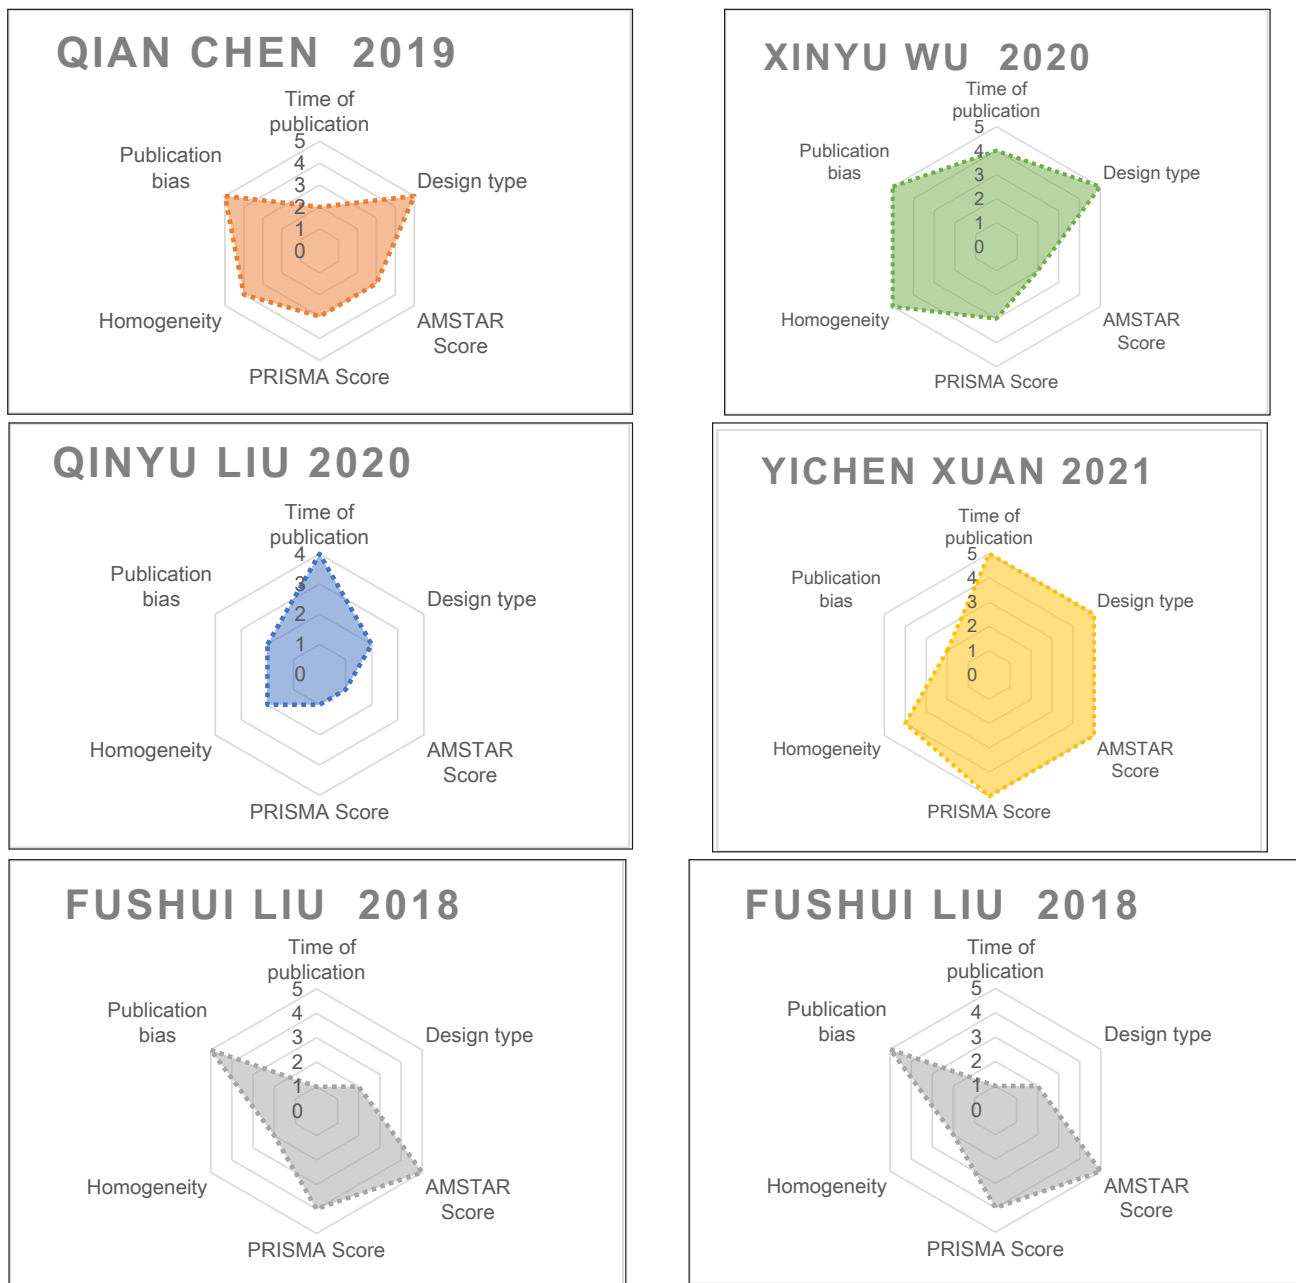 QIAN CHEN 2019
Time of
publication
5
4
3
2
1
0
Publication
bias
Design type
Homogeneity
AMSTAR
Score
PRISMA Score
XINYU WU 2020
Time of
publication
5
4
3
2
1
0
Publication
bias
Design type
Homogeneity
AMSTAR
Score
PRISMA Score
QINYU LIU 2020
Time of
publication
4
3
2
1
0
Publication
bias
Design type
Homogeneity
AMSTAR
Score
PRISMA Score
YICHEN XUAN 2021
Time of
publication
5
4
3
2
1
0
Publication
bias
Design type
Homogeneity
AMSTAR
Score
PRISMA Score
FUSHUI LIU 2018
Time of
publication
5
4
3
2
1
0
Publication
bias
Design type
Homogeneity
AMSTAR
Score
PRISMA Score
FUSHUI LIU 2018
Time of
publication
5
4
3
2
1
0
Publication
bias
Design type
Homogeneity
AMSTAR
Score
PRISMA Score